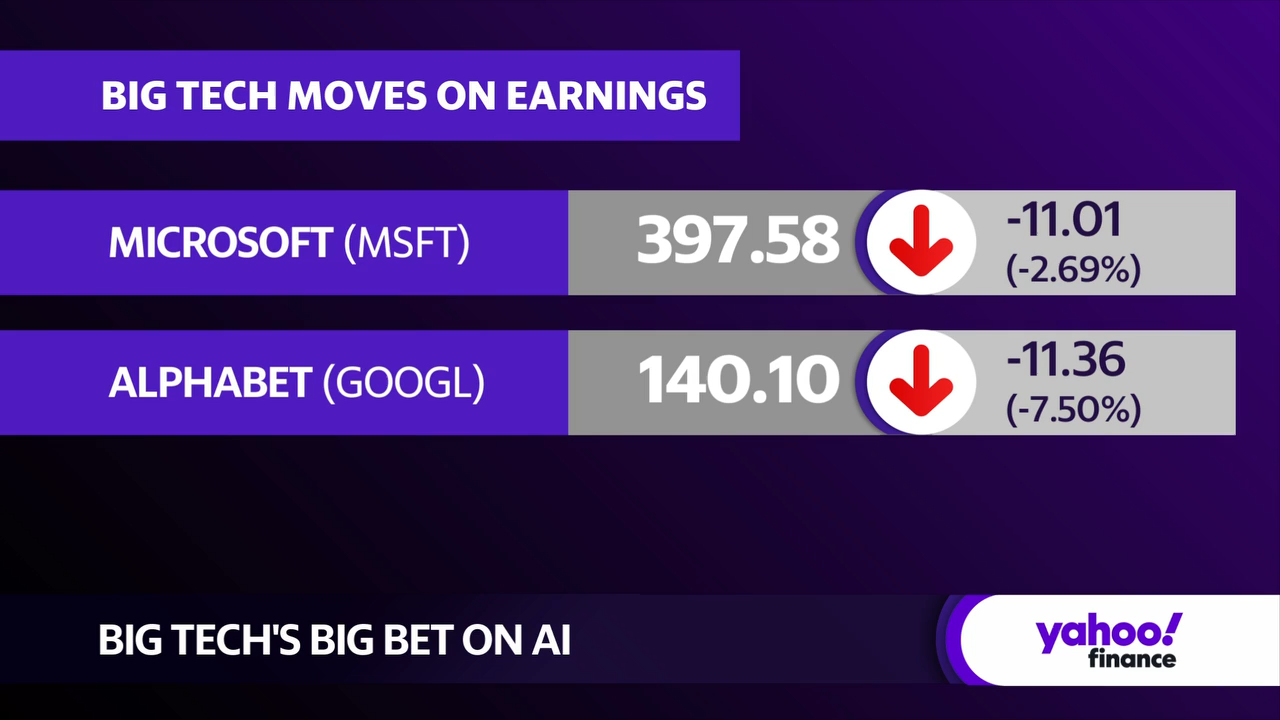 BIG TECH MOVES ON EARNINGS
MICROSOFT (MSFT) 397.58 -11.01
(-2.69%)
ALPHABET (GOOGL) 140.10 -11.36
(-7.50%)
BIG TECH'S BIG BET ON AI
yahoo!
finance